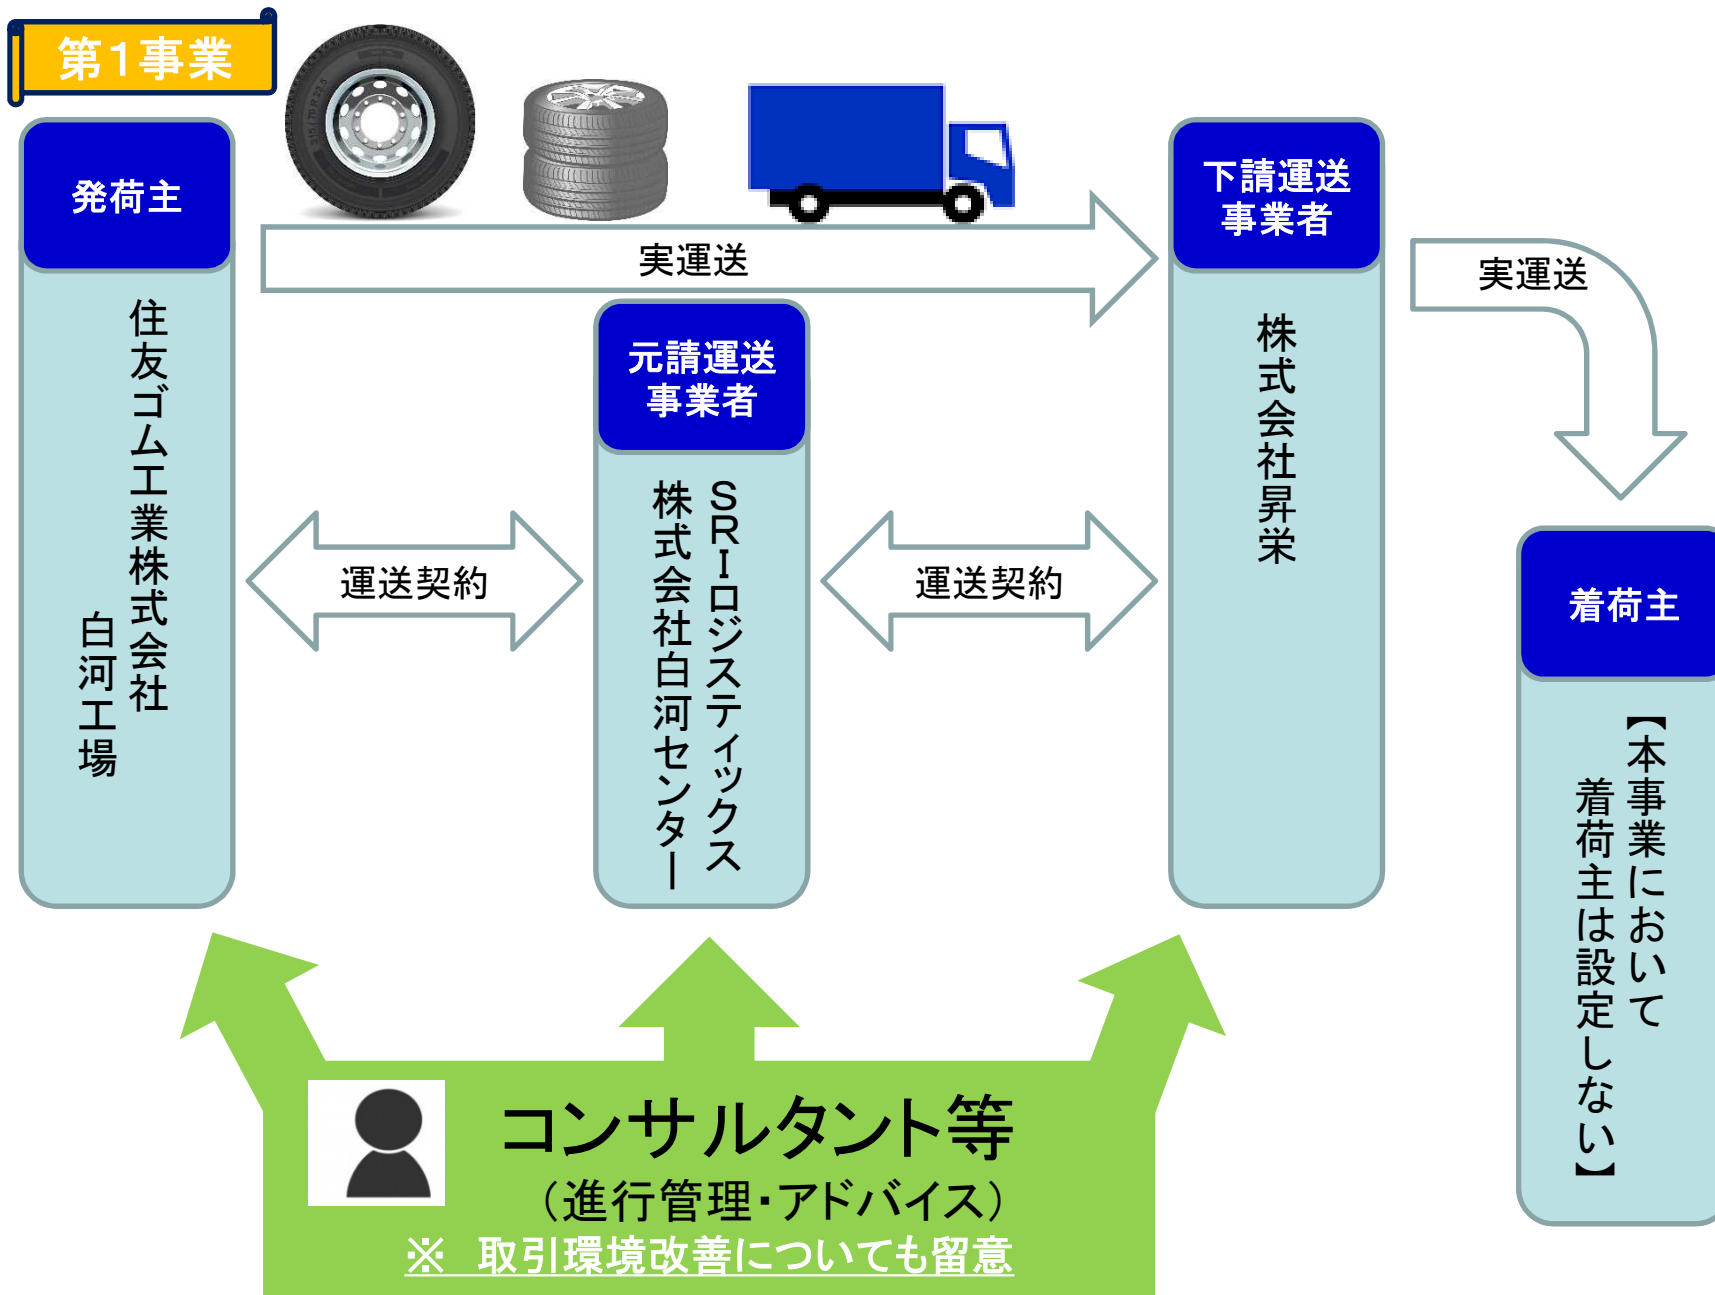 第1事業
発荷主
住友ゴム工業株式会社
白河工場
実運送
元請運送
事業者
SRIロジスティックス
株式会社白河センター
運送契約
運送契約
下請運送
事業者
株式会社昇栄
実運送
着荷主
【本事業において
着荷主は設定しない】
コンサルタント等
（進行管理・アドバイス）
※　取引環境改善についても留意